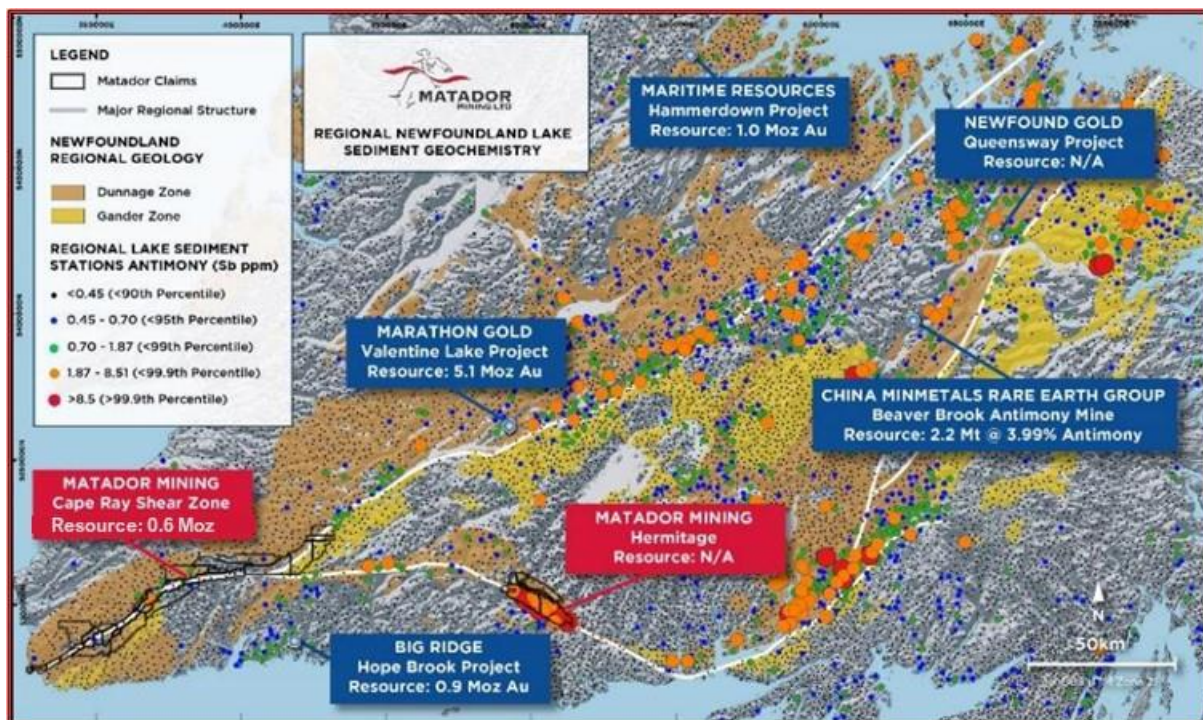 LEGEND
Matador Claims
Major Regional Structure
NEWFOUNDLAND
REGIONAL GEOLOGY
Dunnage Zone
Gander Zone
REGIONAL LAKE SEDIMENT
STATIONS ANTIMONY (Sb ppm)
<0.45 (<90th Percentile)
0.45 - 0.70 (<95th Percentile)
0.70 - 1.87 (<99th Percentile)
1.87 - 8.51 (<99.9th Percentile)
>8.5 (>99.9th Percentile)
MATADOR
MINING LTD
REGIONAL NEWFOUNDLAND LAKE
SEDIMENT GEOCHEMISTRY
MARITIME RESOURCES
Hammerdown Project
Resource: 1.0 Moz Au
NEWFOUND GOLD
Queensway Project
Resource: N/A
MARATHON GOLD
Valentine Lake Project
Resource: 5.1 Moz Au
CHINA MINMETALS RARE EARTH GROUP
Beaver Brook Antimony Mine
Resource: 2.2 Mt @ 3.99% Antimony
MATADOR MINING
Cape Ray Shear Zone
Resource: 0.6 Moz
MATADOR MINING
Hermitage
Resource: N/A
BIG RIDGE
Hope Brook Project
Resource: 0.9 Moz Au
N
50km